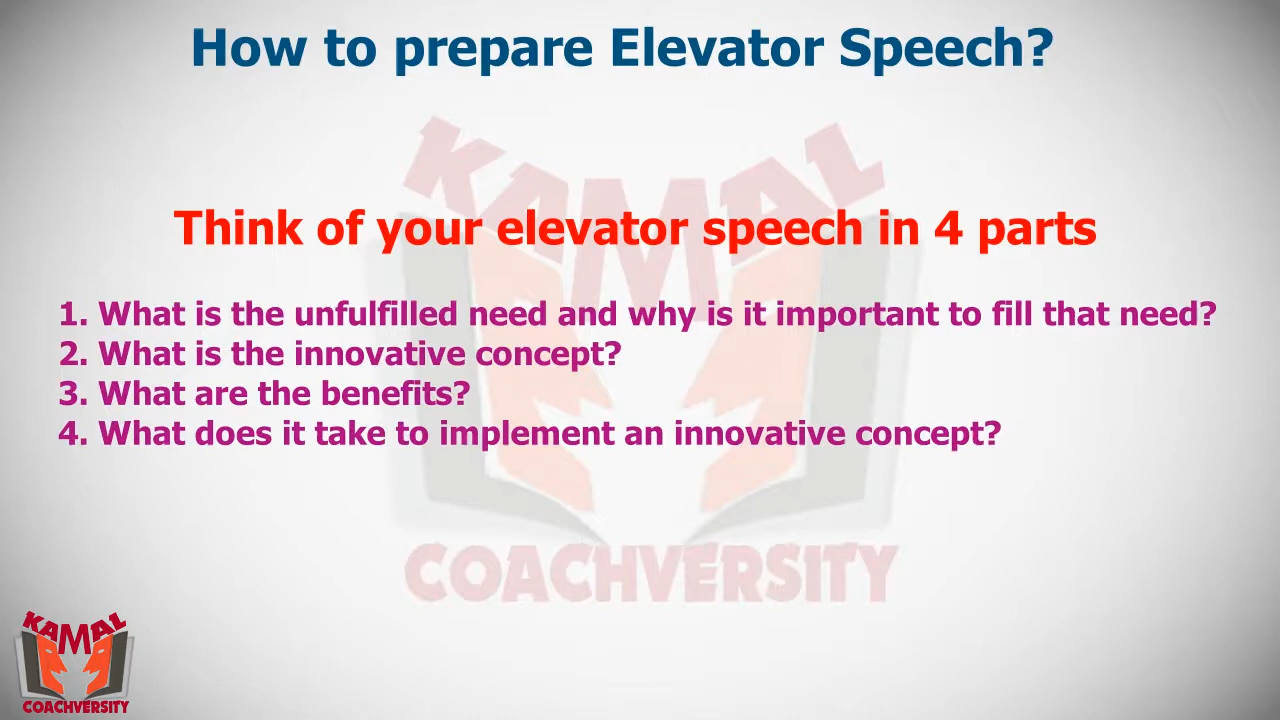 How to prepare Elevator Speech?
KAMAL
Think of your elevator speech in 4 parts
1. What is the unfulfilled need and why is it important to fill that need?
2. What is the innovative concept?
3. What are the benefits?
4. What does it take to implement an innovative concept?
COACHVERSITY
KAMAL
COACHVERSITY